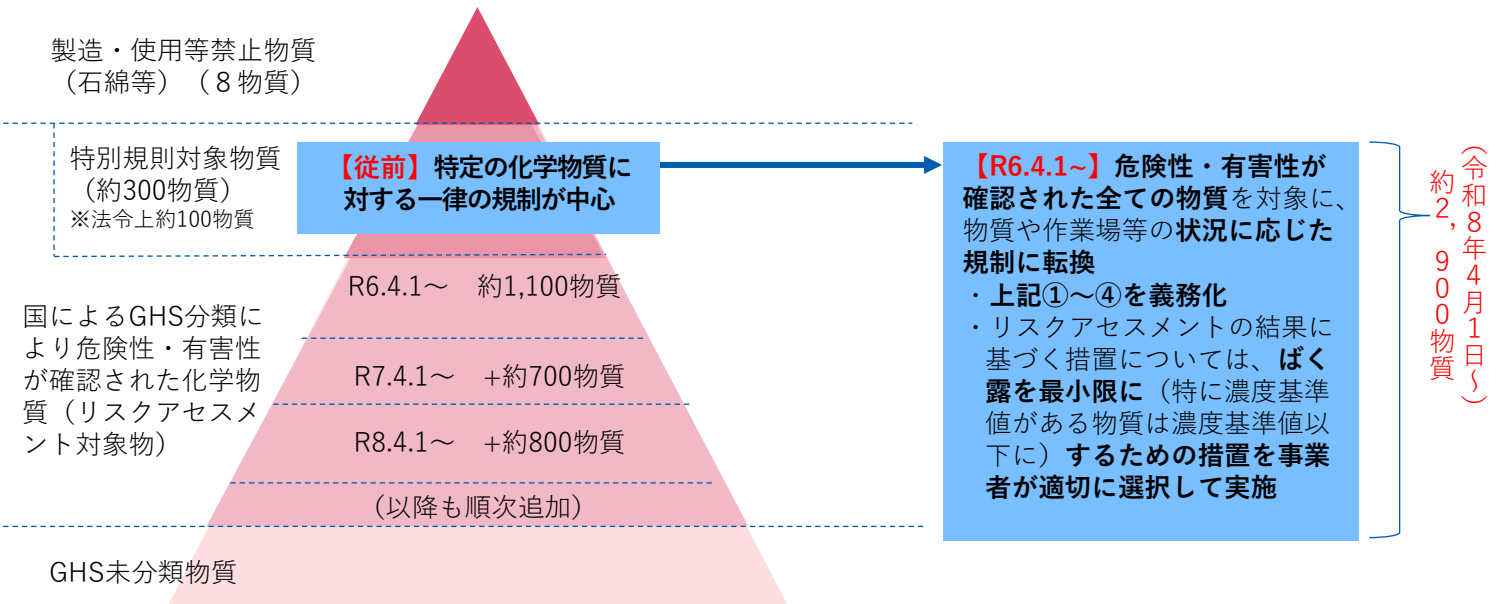 製造・使用等禁止物質
（石綿等）（８物質）
特別規則対象物質
（約300物質）
※法令上約100物質
【従前】特定の化学物質に
対する一律の規制が中心
国によるGHS分類に
より危険性・有害性
が確認された化学物
質（リスクアセスメ
ント対象物）
R6.4.1～　約1,100物質
R7.4.1～　+約700物質
R8.4.1～　+約800物質
（以降も順次追加）
GHS未分類物質
【R6.4.1~】危険性・有害性が
確認された全ての物質を対象に、
物質や作業場等の状況に応じた
規制に転換
・上記①～④を義務化
・リスクアセスメントの結果に
基づく措置については、ばく
露を最小限に（特に濃度基準
値がある物質は濃度基準値以
下に）するための措置を事業
者が適切に選択して実施
（令和８年４月１日～）
約２,９００物質